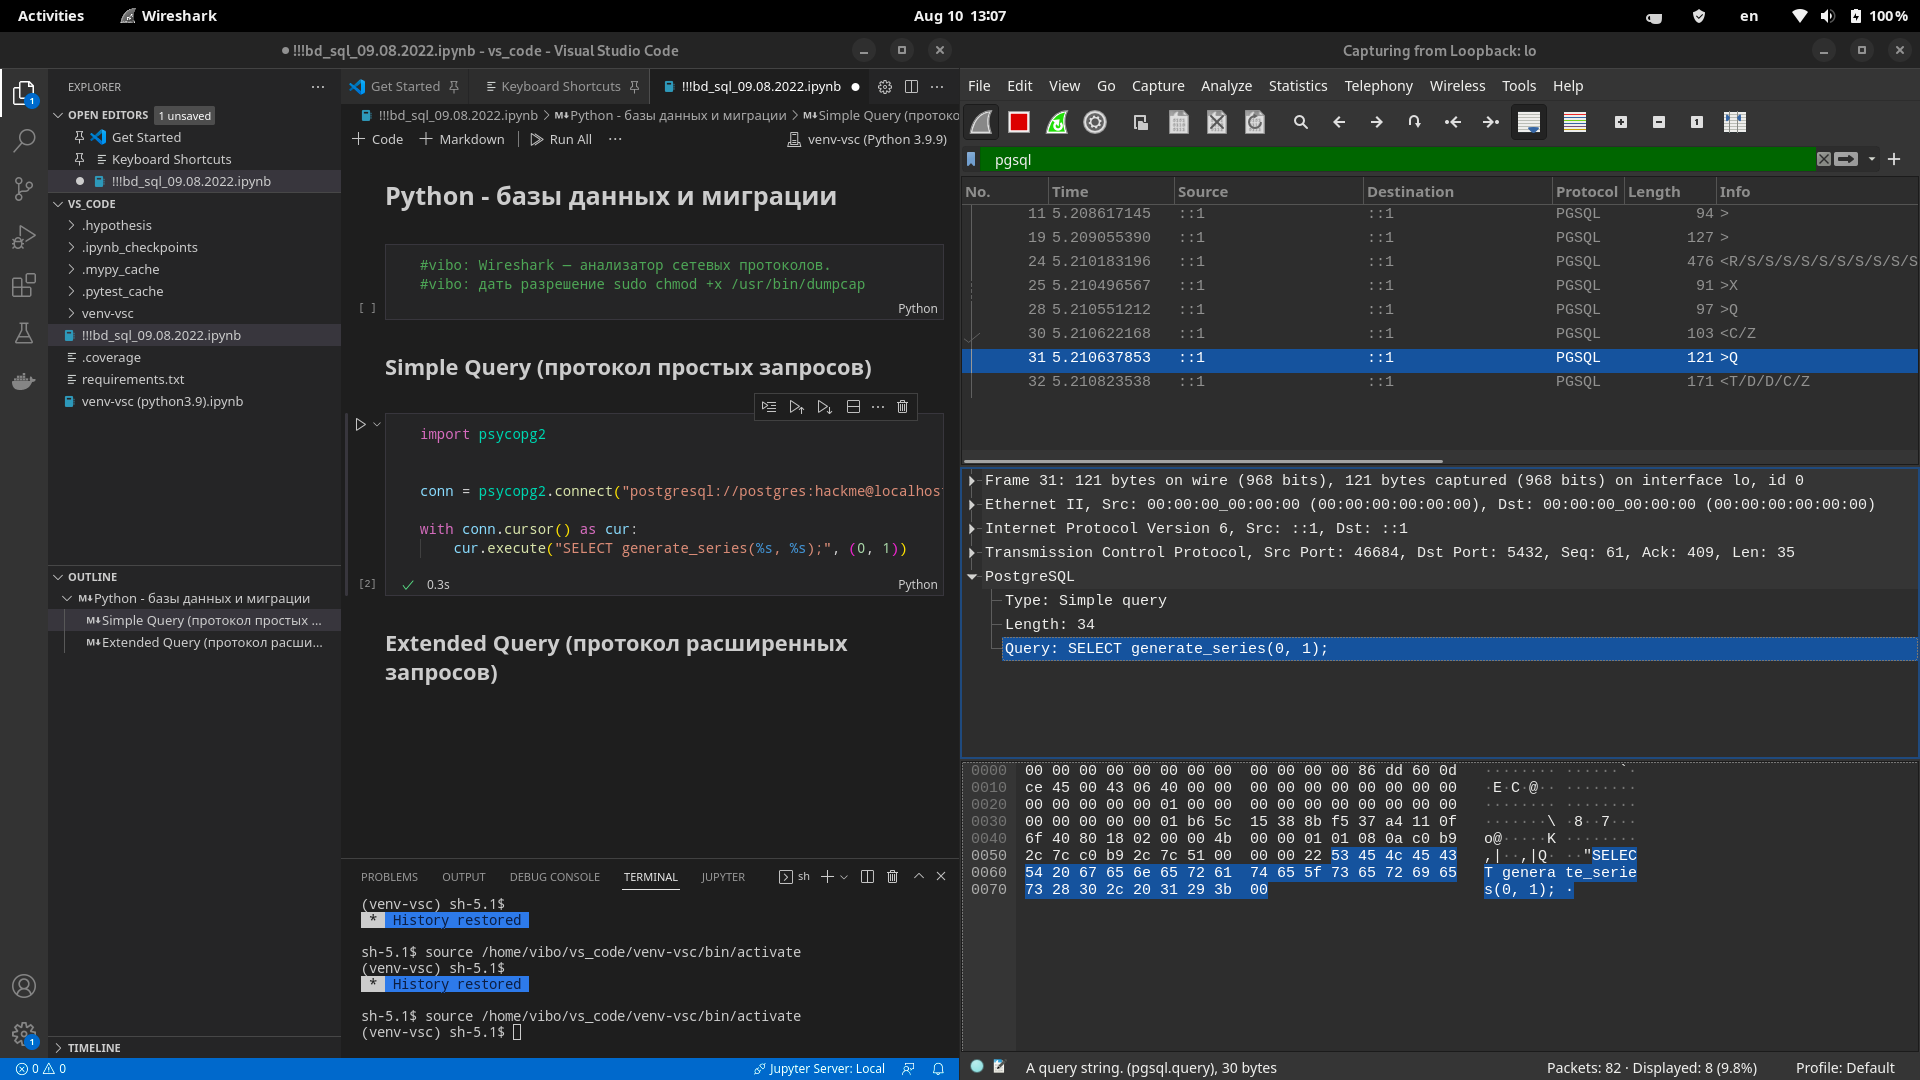 Activities
Wireshark
Aug 10 13:07
en
100 %
!!!bd_sql_09.08.2022.ipynb - vs_code - Visual Studio Code
EXPLORER
OPEN EDITORS
1 unsaved
Get Started
Keyboard Shortcuts
!!!bd_sql_09.08.2022.ipynb
VS_CODE
.hypothesis
.ipynb_checkpoints
.mypy_cache
.pytest_cache
venv-vsc
!!!bd_sql_09.08.2022.ipynb
.coverage
requirements.txt
venv-vsc (python3.9).ipynb
OUTLINE
Python - базы данных и миграции
Simple Query (протокол простых ...
Extended Query (протокол расши...
TIMELINE
Get Started
Keyboard Shortcuts
!!!bd_sql_09.08.2022.ipynb
!!!bd_sql_09.08.2022.ipynb > Python - базы данных и миграции > Simple Query (проток
Code
Markdown
Run All
venv-vsc (Python 3.9.9)
Python - базы данных и миграции
#vibo: Wireshark — анализатор сетевых протоколов.
#vibo: дать разрешение sudo chmod +x /usr/bin/dumpcap
[ ]
Python
Simple Query (протокол простых запросов)
import psycopg2
conn = psycopg2.connect("postgresql://postgres:hackme@localhos
with conn.cursor() as cur:
cur.execute("SELECT generate_series(%s, %s);", (0, 1))
[2]
0.3s
Python
Extended Query (протокол расширенных
запросов)
PROBLEMS
OUTPUT
DEBUG CONSOLE
TERMINAL
JUPYTER
sh
(venv-vsc) sh-5.1$
* History restored
sh-5.1$ source /home/vibo/vs_code/venv-vsc/bin/activate
(venv-vsc) sh-5.1$
* History restored
sh-5.1$ source /home/vibo/vs_code/venv-vsc/bin/activate
(venv-vsc) sh-5.1$
1
1
0 0
Jupyter Server: Local
Capturing from Loopback: lo
File Edit View Go Capture Analyze Statistics Telephony Wireless Tools Help
pgsql
No. Time Source Destination Protocol Length Info
11 5.208617145 ::1 ::1 PGSQL 94 >
19 5.209055390 ::1 ::1 PGSQL 127 >
24 5.210183196 ::1 ::1 PGSQL 476 <R/S/S/S/S/S/S/S/S/S/S
25 5.210496567 ::1 ::1 PGSQL 91 >X
28 5.210551212 ::1 ::1 PGSQL 97 >Q
30 5.210622168 ::1 ::1 PGSQL 103 <C/Z
31 5.210637853 ::1 ::1 PGSQL 121 >Q
32 5.210823538 ::1 ::1 PGSQL 171 <T/D/D/C/Z
Frame 31: 121 bytes on wire (968 bits), 121 bytes captured (968 bits) on interface lo, id 0
Ethernet II, Src: 00:00:00_00:00:00 (00:00:00:00:00:00), Dst: 00:00:00_00:00:00 (00:00:00:00:00:00)
Internet Protocol Version 6, Src: ::1, Dst: ::1
Transmission Control Protocol, Src Port: 46684, Dst Port: 5432, Seq: 61, Ack: 409, Len: 35
PostgreSQL
Type: Simple query
Length: 34
Query: SELECT generate_series(0, 1);
0000 00 00 00 00 00 00 00 00 00 00 00 00 86 dd 60 0d ········ ······`·
0010 ce 45 00 43 06 40 00 00 00 00 00 00 00 00 00 00 ·E·C·@·· ········
0020 00 00 00 00 00 01 00 00 00 00 00 00 00 00 00 00 ········ ········
0030 00 00 00 00 00 01 b6 5c 15 38 8b f5 37 a4 11 0f ·······\ ·8··7···
0040 6f 40 80 18 02 00 00 4b 00 00 01 01 08 0a c0 b9 o@·····K ········
0050 2c 7c c0 b9 2c 7c 51 00 00 00 22 53 45 4c 45 43 ,|··,|Q· ··"SELEC
0060 54 20 67 65 6e 65 72 61 74 65 5f 73 65 72 69 65 T genera te_serie
0070 73 28 30 2c 20 31 29 3b 00 s(0, 1); ·
A query string. (pgsql.query), 30 bytes
Packets: 82 · Displayed: 8 (9.8%)
Profile: Default